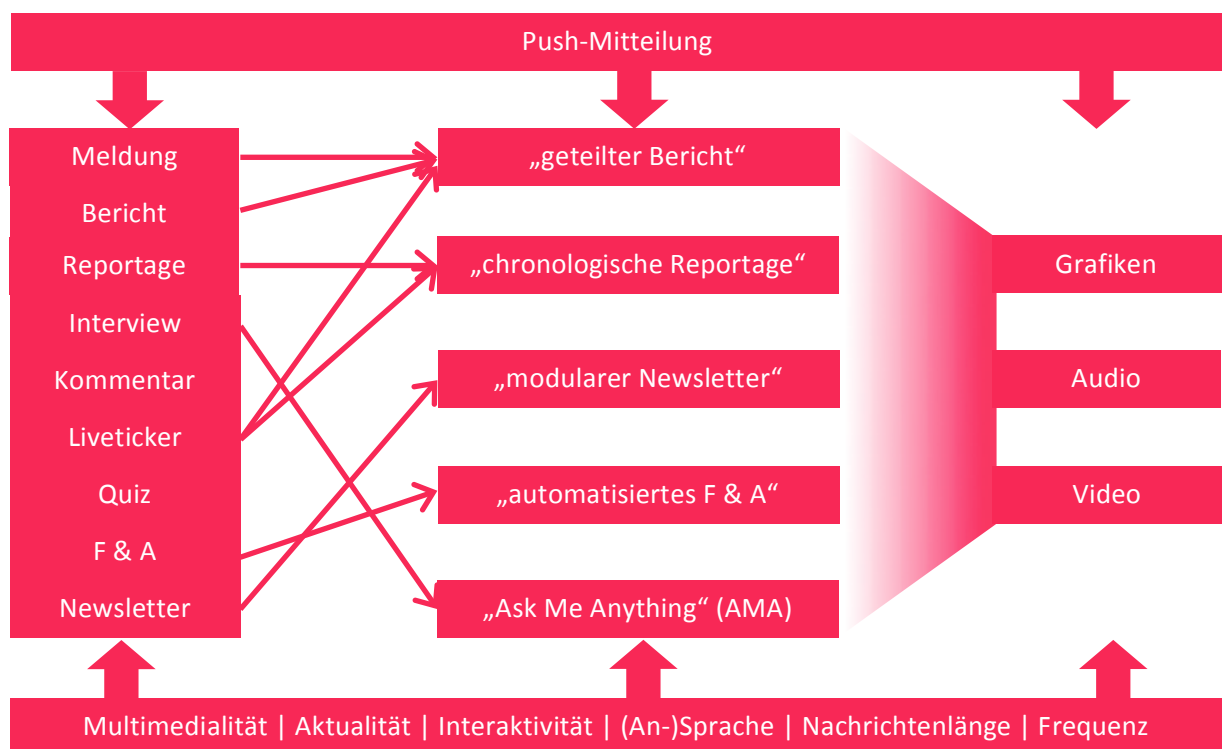 Push-Mitteilung
Meldung
Bericht
Reportage
Interview
Kommentar
Liveticker
Quiz
F & A
Newsletter
„geteilter Bericht“
„chronologische Reportage“
„modularer Newsletter“
„automatisiertes F & A“
„Ask Me Anything“ (AMA)
Grafiken
Audio
Video
Multimedialität | Aktualität | Interaktivität | (An-)Sprache | Nachrichtenlänge | Frequenz